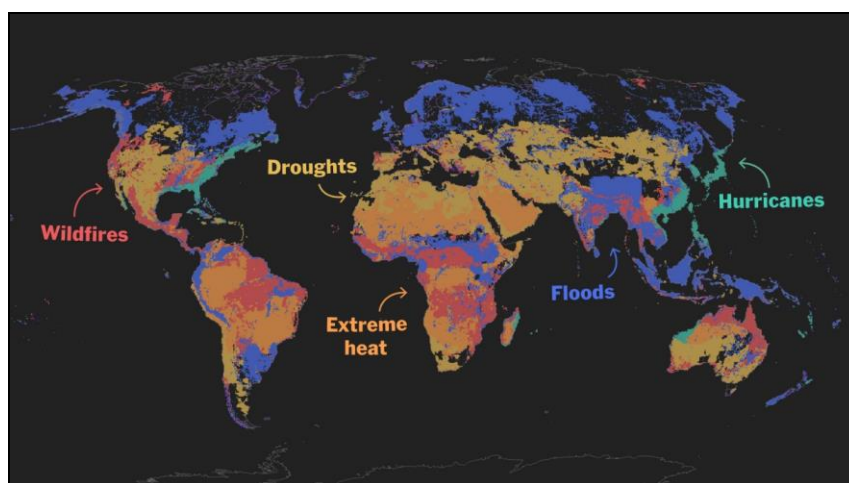 Droughts
Wildfires
Hurricanes
Floods
Extreme
heat